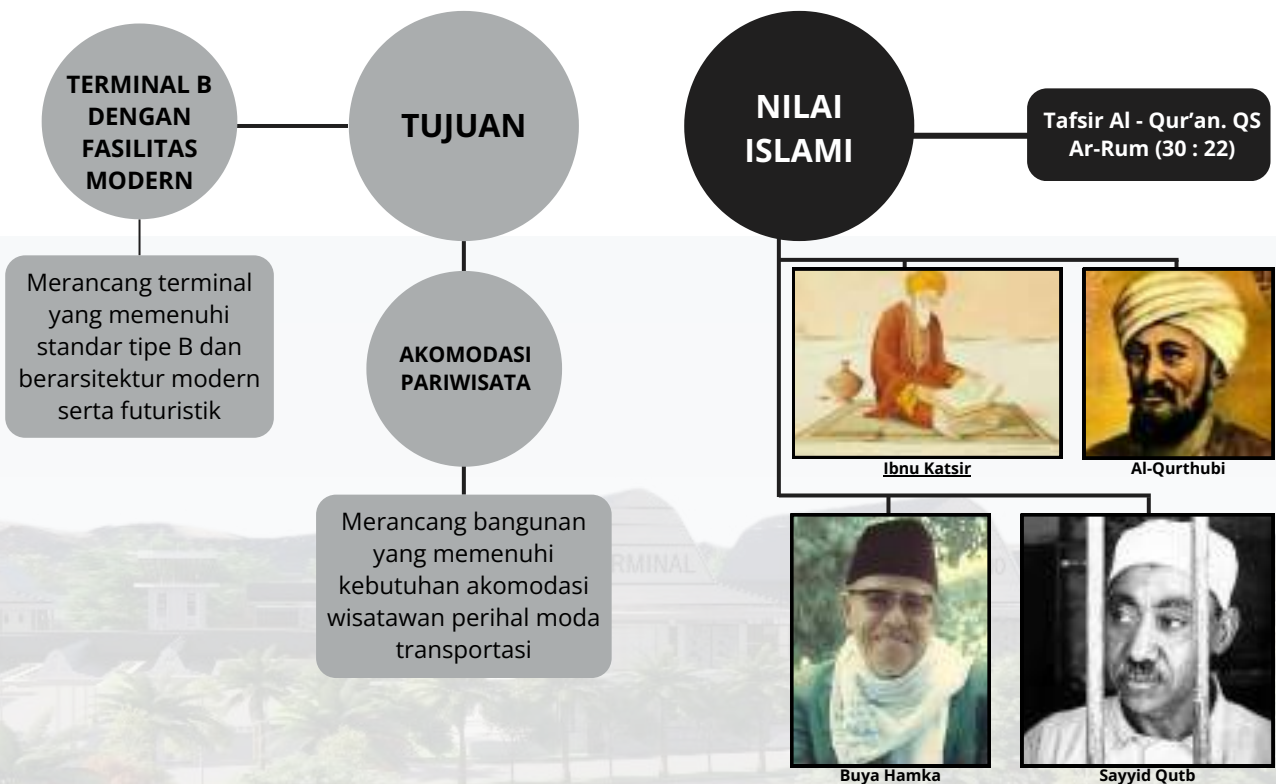 TERMINAL B
DENGAN
FASILITAS
MODERN
Merancang terminal
yang memenuhi
standar tipe B dan
berarsitektur modern
serta futuristik
TUJUAN
AKOMODASI
PARIWISATA
Merancang bangunan
yang memenuhi
kebutuhan akomodasi
wisatawan perihal moda
transportasi
NILAI
ISLAMI
Tafsir Al - Qur’an. QS
Ar-Rum (30 : 22)
Ibnu Katsir
Al-Qurthubi
Buya Hamka
Sayyid Qutb